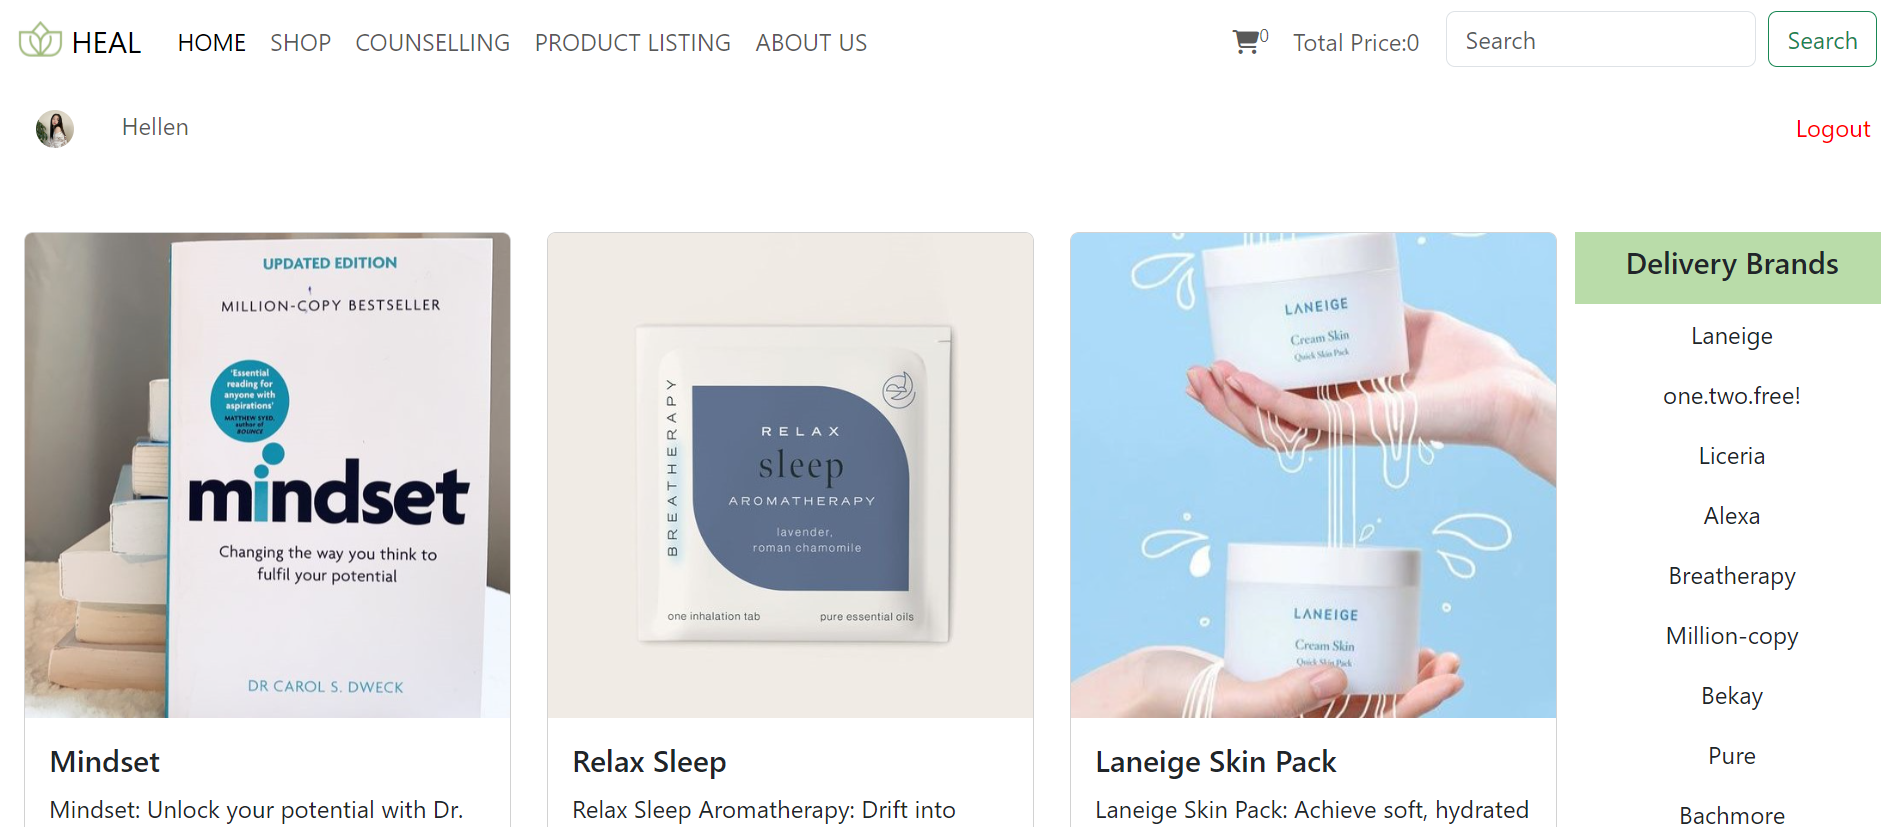 HEAL HOME SHOP COUNSELLING PRODUCT LISTING ABOUT US 0 Total Price:0 Search Search
Hellen Logout
UPDATED EDITION
MILLION-COPY BESTSELLER
'Essential
reading for
anyone with
aspirations'
MATTHEW SYED,
author of
BOUNCE
mindset
Changing the way you think to
fulfil your potential
DR CAROL S. DWECK
Mindset
Mindset: Unlock your potential with Dr.
BREATHERAPY
RELAX
sleep
AROMATHERAPY
lavender,
roman chamomile
one inhalation tab pure essential oils
Relax Sleep
Relax Sleep Aromatherapy: Drift into
LANEIGE
Cream Skin
Quick Skin Pack
LANEIGE
Cream Skin
Quick Skin Pack
Laneige Skin Pack
Laneige Skin Pack: Achieve soft, hydrated
Delivery Brands
Laneige
one.two.free!
Liceria
Alexa
Breatherapy
Million-copy
Bekay
Pure
Bachmore